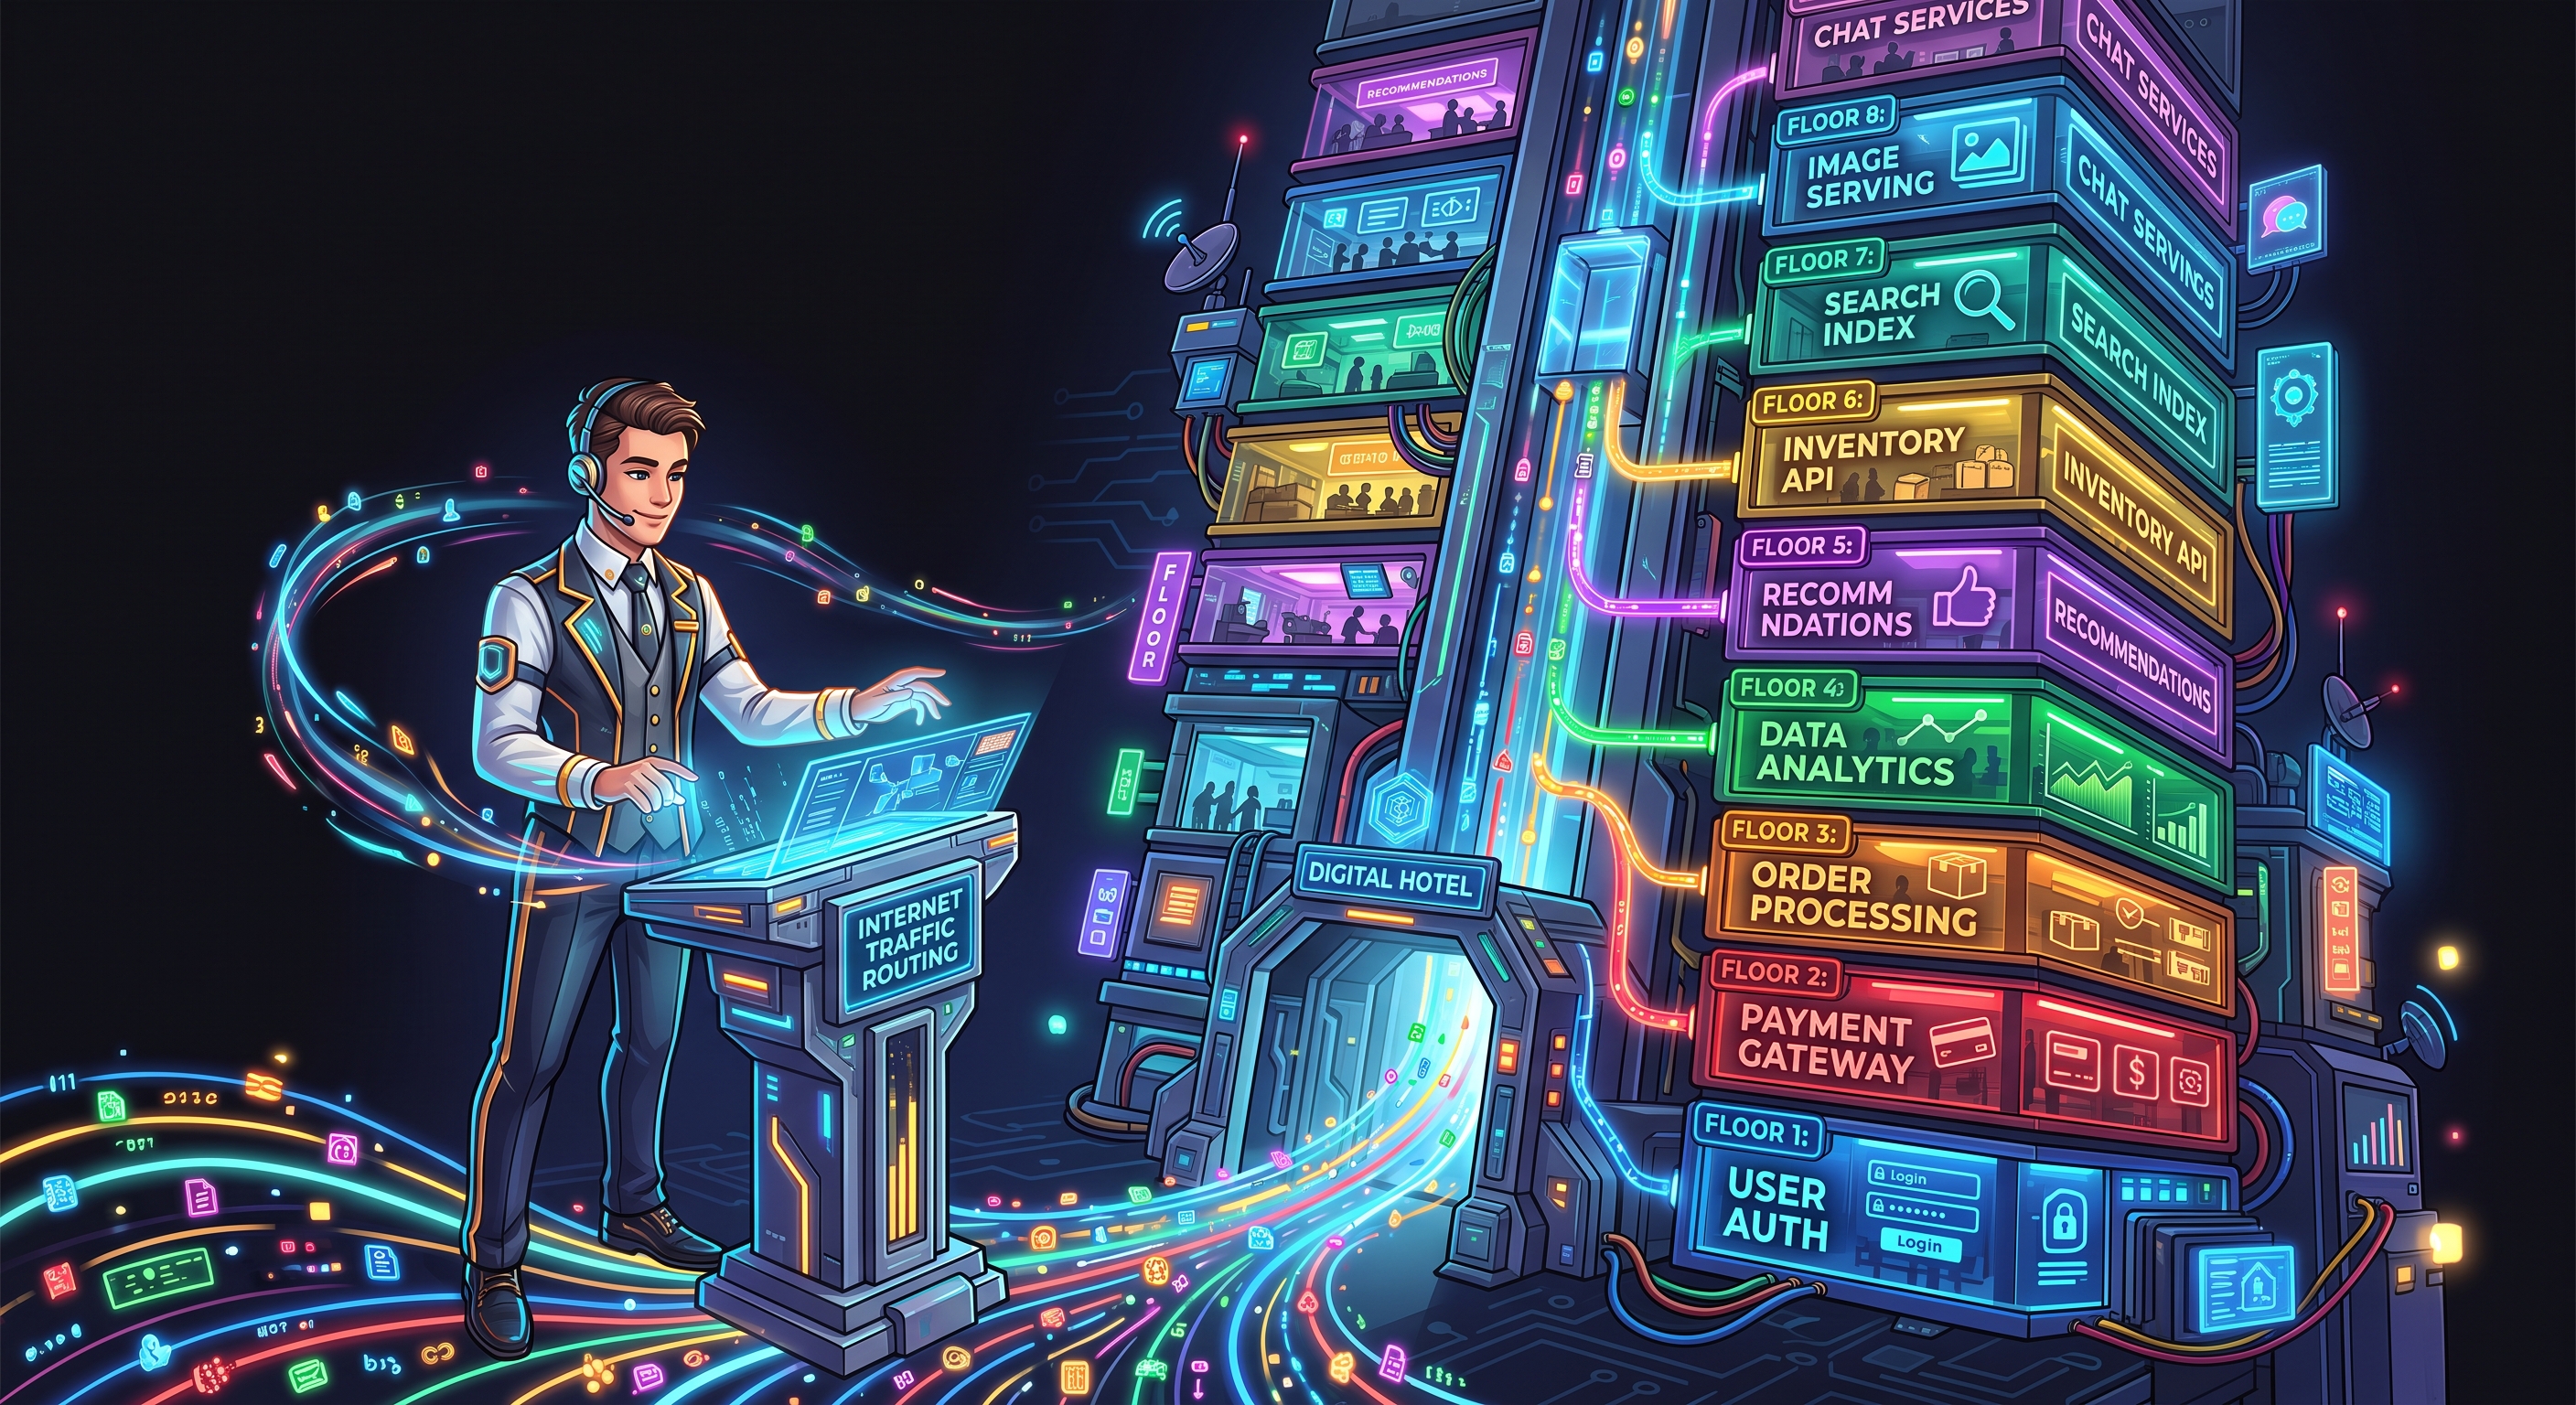 RECOMMENDATIONS
CHAT SERVICES
CHAT SERVICES
FLOOR 8:
IMAGE
SERVING
CHAT SERVINGS
FLOOR 7:
SEARCH
INDEX
SEARCH INDEX
FLOOR 6:
INVENTORY
API
INVENTORY API
FLOOR
FLOOR 5:
RECOMM
NDATIONS
RECOMMENDATIONS
FLOOR 4:
DATA
ANALYTICS
DIGITAL HOTEL
FLOOR 3:
ORDER
PROCESSING
INTERNET
TRAFFIC
ROUTING
FLOOR 2:
PAYMENT
GATEWAY
$
FLOOR 1:
USER
AUTH
Login
Login